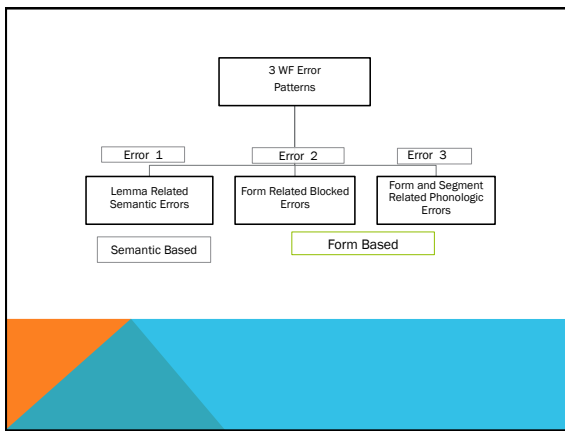 3 WF Error
Patterns
Error 1
Error 2
Error 3
Lemma Related
Semantic Errors
Form Related Blocked
Errors
Form and Segment
Related Phonologic
Errors
Semantic Based
Form Based